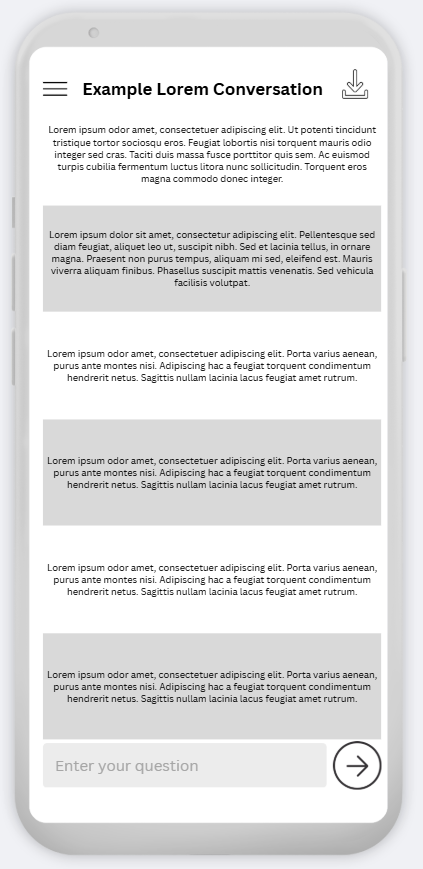 Example Lorem Conversation
Lorem ipsum odor amet, consectetuer adipiscing elit. Ut potenti tincidunt
tristique tortor sociosqu eros. Feugiat lobortis nisi torquent mauris odio
integer sed cras. Taciti duis massa fusce porttitor quis sem. Ac euismod
turpis cubilia fermentum luctus litora nunc sollicitudin. Torquent eros
magna commodo donec integer.
Lorem ipsum dolor sit amet, consectetur adipiscing elit. Pellentesque sed
diam feugiat, aliquet leo ut, suscipit nibh. Sed et lacinia tellus, in ornare
magna. Praesent non purus tempus, aliquam mi sed, eleifend est. Mauris
viverra aliquam finibus. Phasellus suscipit mattis venenatis. Sed vehicula
facilisis volutpat.
Lorem ipsum odor amet, consectetuer adipiscing elit. Porta varius aenean,
purus ante montes nisi. Adipiscing hac a feugiat torquent condimentum
hendrerit netus. Sagittis nullam lacinia lacus feugiat amet rutrum.
Lorem ipsum odor amet, consectetuer adipiscing elit. Porta varius aenean,
purus ante montes nisi. Adipiscing hac a feugiat torquent condimentum
hendrerit netus. Sagittis nullam lacinia lacus feugiat amet rutrum.
Lorem ipsum odor amet, consectetuer adipiscing elit. Porta varius aenean,
purus ante montes nisi. Adipiscing hac a feugiat torquent condimentum
hendrerit netus. Sagittis nullam lacinia lacus feugiat amet rutrum.
Lorem ipsum odor amet, consectetuer adipiscing elit. Porta varius aenean,
purus ante montes nisi. Adipiscing hac a feugiat torquent condimentum
hendrerit netus. Sagittis nullam lacinia lacus feugiat amet rutrum.
Enter your question